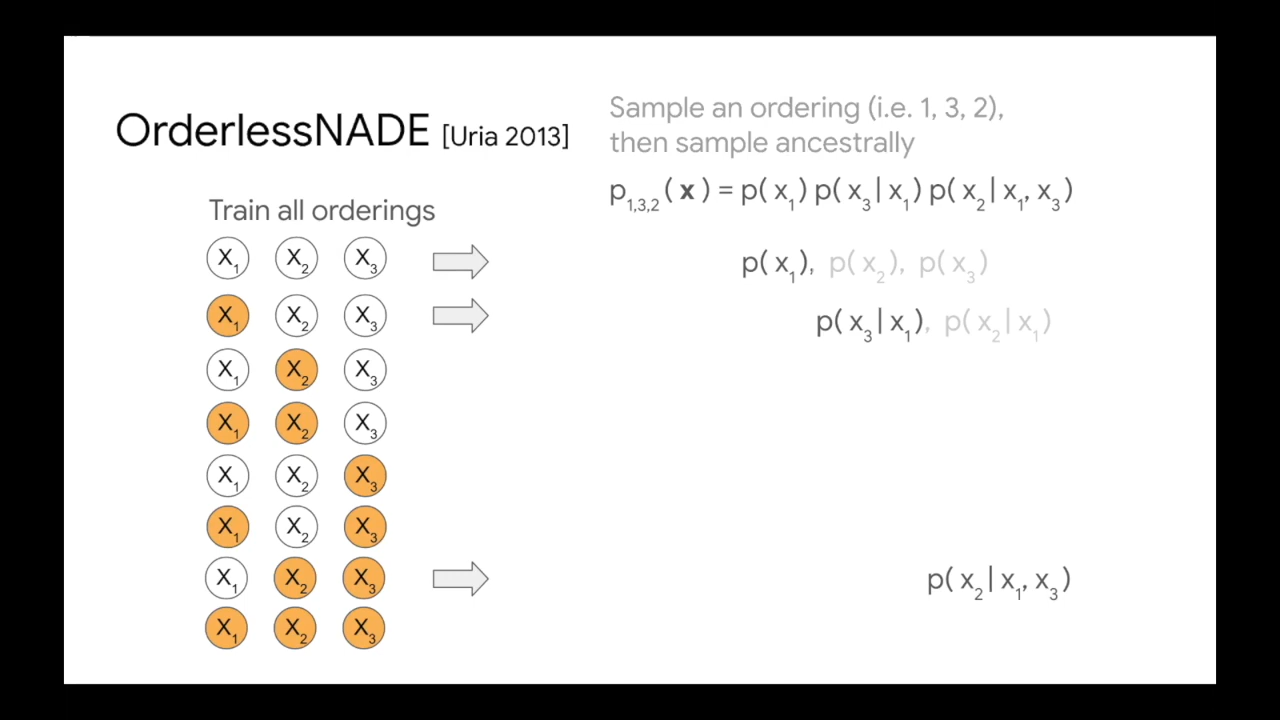 OrderlessNADE [Uria 2013]
Sample an ordering (i.e. 1, 3, 2),
then sample ancestrally
p₁,₃,₂ ( x ) = p( x₁ ) p( x₃ | x₁ ) p( x₂ | x₁, x₃ )
Train all orderings
X₁ X₂ X₃
p( x₁ ), p( x₂ ), p( x₃ )
X₁ X₂ X₃
p( x₃ | x₁ ), p( x₂ | x₁ )
X₁ X₂ X₃
X₁ X₂ X₃
X₁ X₂ X₃
X₁ X₂ X₃
X₁ X₂ X₃
p( x₂ | x₁, x₃ )
X₁ X₂ X₃